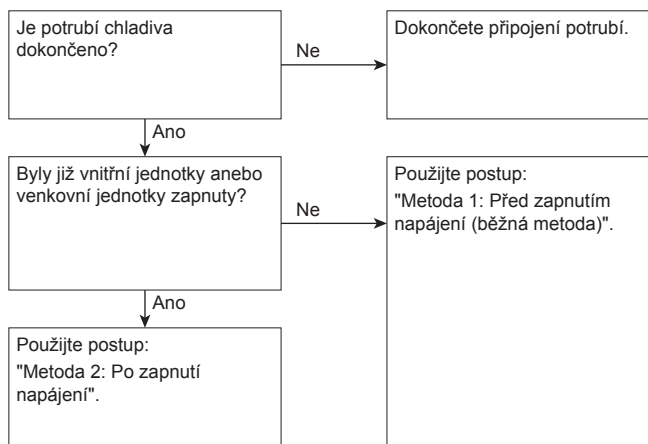 Je potrubí chladiva
dokončeno?
Ne
Dokončete připojení potrubí.
Ano
Byly již vnitřní jednotky anebo
venkovní jednotky zapnuty?
Ne
Použijte postup:
"Metoda 1: Před zapnutím
napájení (běžná metoda)".
Ano
Použijte postup:
"Metoda 2: Po zapnutí
napájení".